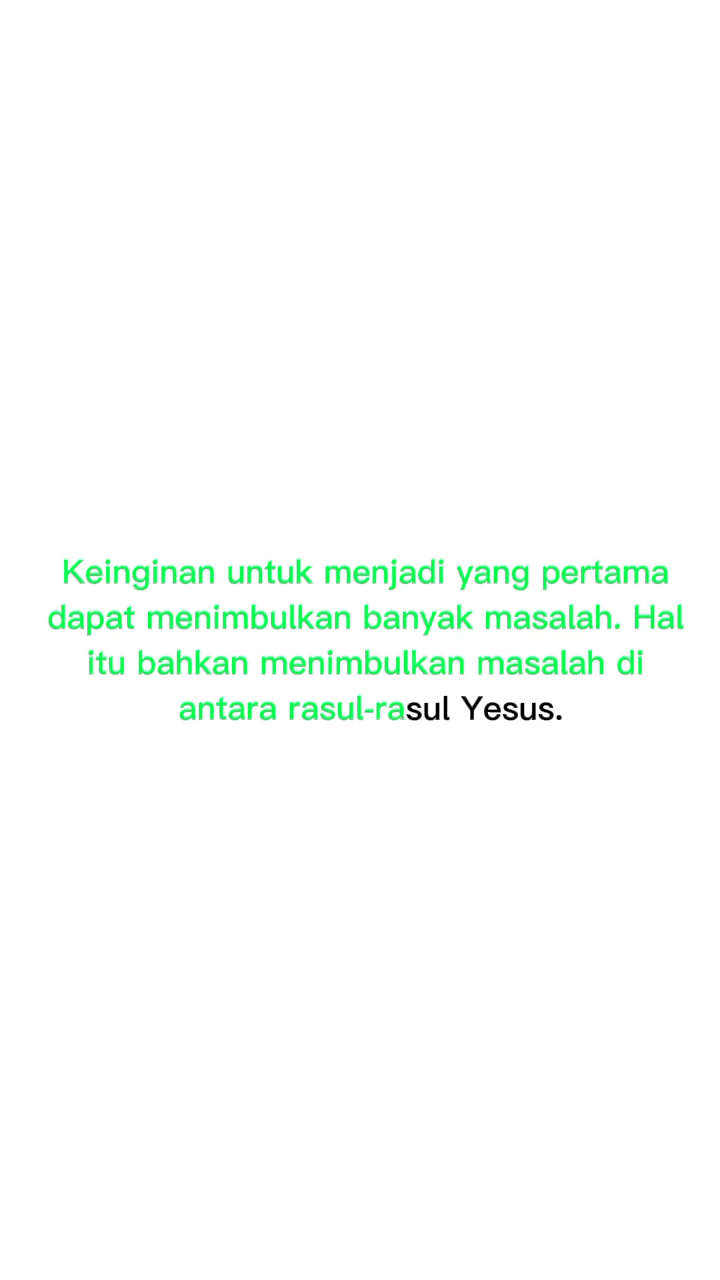 Keinginan untuk menjadi yang pertama
dapat menimbulkan banyak masalah. Hal
itu bahkan menimbulkan masalah di
antara rasul-rasul Yesus.